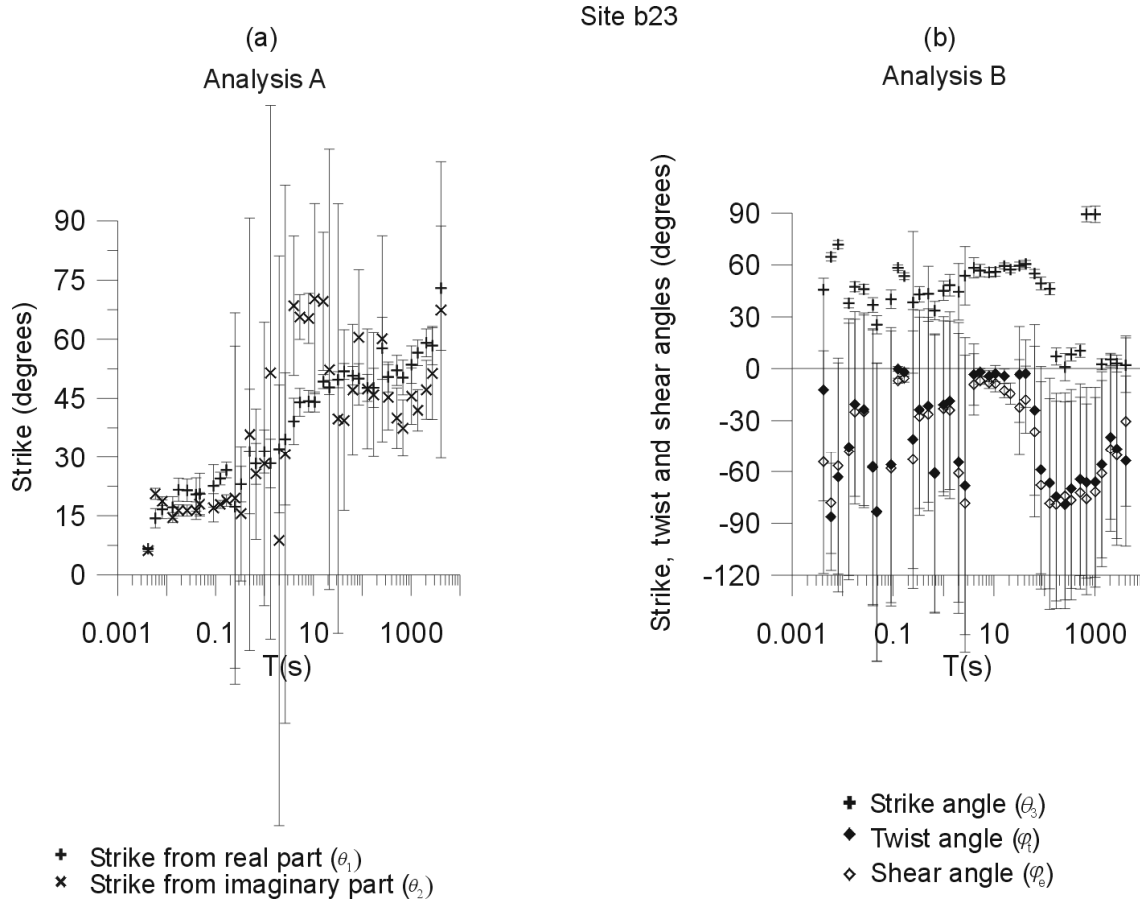 Site b23
(a)
Analysis A
Strike (degrees)
90
75
60
45
30
15
0
0.001
0.1
10
1000
T(s)
+ Strike from real part (θ₁)
× Strike from imaginary part (θ₂)
(b)
Analysis B
Strike, twist and shear angles (degrees)
90
60
30
0
-30
-60
-90
-120
0.001
0.1
10
1000
T(s)
Strike angle (θ₃)
Twist angle (φₜ)
Shear angle (φₑ)